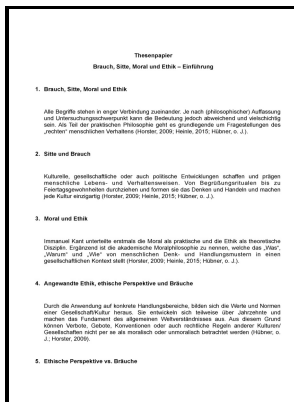 Thesenpapier
Brauch, Sitte, Moral und Ethik – Einführung
1. Brauch, Sitte, Moral und Ethik
Alle Begriffe stehen in enger Verbindung zueinander. Je nach (philosophischer) Auffassung
und Untersuchungsschwerpunkt kann die Bedeutung jedoch abweichend und vielschichtig
sein. Als Teil der praktischen Philosophie geht es grundlegende um Fragestellungen des
„rechten" menschlichen Verhaltens (Horster, 2009; Heinle, 2015; Hübner, o. J.).
2. Sitte und Brauch
Kulturelle, gesellschaftliche oder auch politische Entwicklungen schaffen und prägen
menschliche Lebens- und Verhaltensweisen. Von Begrüßungsritualen bis zu
Feiertagsgewohnheiten durchziehen und formen sie das Denken und Handeln und machen
jede Kultur einzigartig (Horster, 2009; Heinle, 2015; Hübner, o. J.).
3. Moral und Ethik
Immanuel Kant unterteilte erstmals die Moral als praktische und die Ethik als theoretische
Disziplin. Ergänzend ist die akademische Moralphilosophie zu nennen, welche das „Was",
„Warum" und „Wie" von menschlichen Denk- und Handlungsmustern in einen
gesellschaftlichen Kontext stellt (Horster, 2009; Heinle, 2015; Hübner, o. J.).
4. Angewandte Ethik, ethische Perspektive und Bräuche
Durch die Anwendung auf konkrete Handlungsbereiche, bilden sich die Werte und Normen
einer Gesellschaft/Kultur heraus. Sie entwickeln sich teilweise über Jahrzehnte und
machen das Fundament des allgemeinen Weltverständnisses aus. Aus diesem Grund
können Verbote, Gebote, Konventionen oder auch rechtliche Regeln anderer Kulturen/
Gesellschaften nicht per se als moralisch oder unmoralisch betrachtet werden (Hübner, o.
J.; Horster, 2009).
5. Ethische Perspektive vs. Bräuche